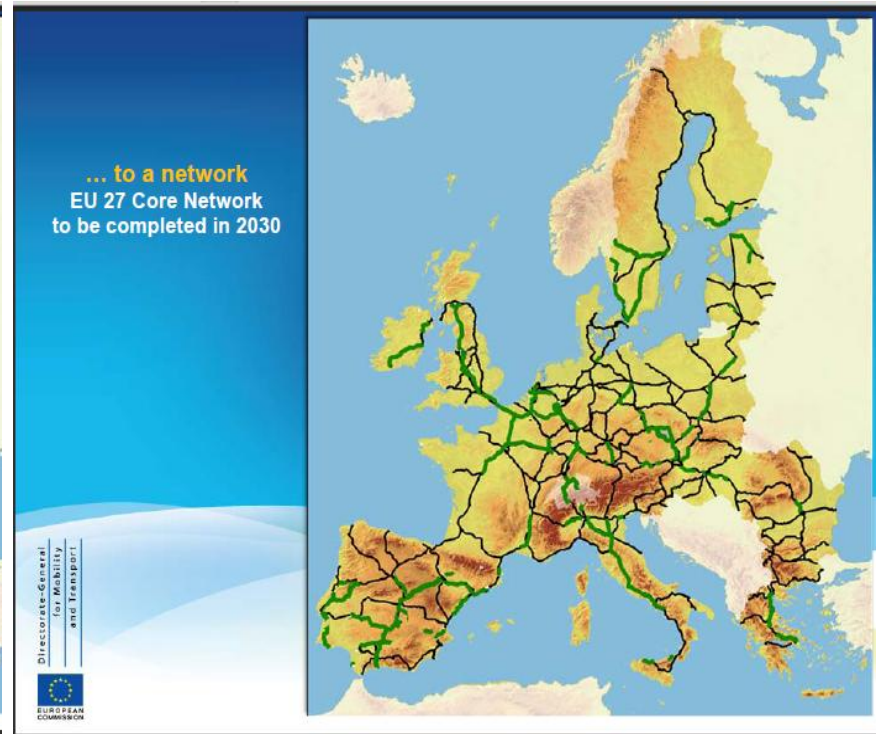 ... to a network
EU 27 Core Network
to be completed in 2030
Directorate-General
for Mobility
and Transport
EUROPEAN
COMMISSION